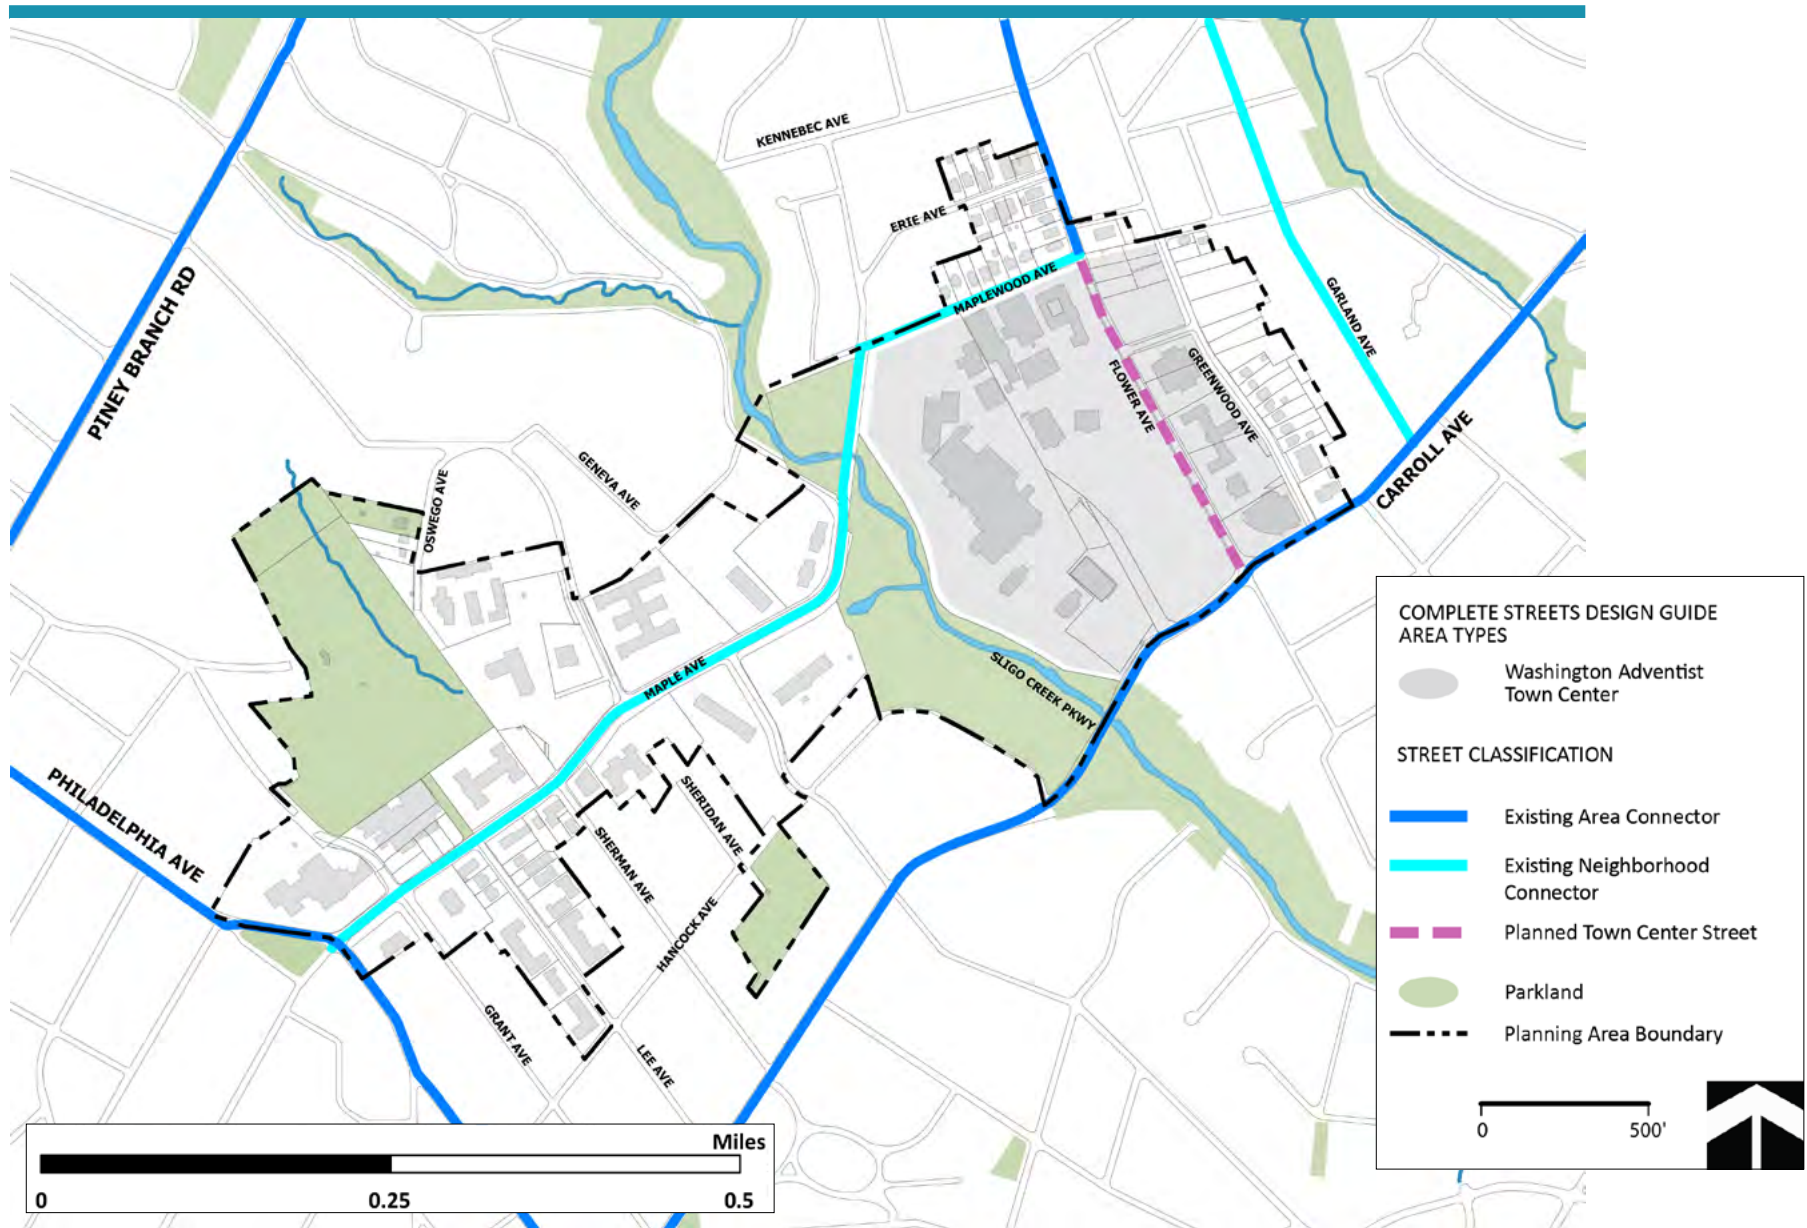 KENNEBEC AVE
ERIE AVE
MAPLEWOOD AVE
PINEY BRANCH RD
GARLAND AVE
FLOWER AVE
GREENWOOD AVE
CARROLL AVE
GENEVA AVE
OSWEGO AVE
MAPLE AVE
SLIGO CREEK PKWY
PHILADELPHIA AVE
SHERIDAN AVE
SHERMAN AVE
HANCOCK AVE
GRANT AVE
LEE AVE
COMPLETE STREETS DESIGN GUIDE
AREA TYPES
Washington Adventist
Town Center
STREET CLASSIFICATION
Existing Area Connector
Existing Neighborhood
Connector
Planned Town Center Street
Parkland
Planning Area Boundary
0 500'
Miles
0 0.25 0.5